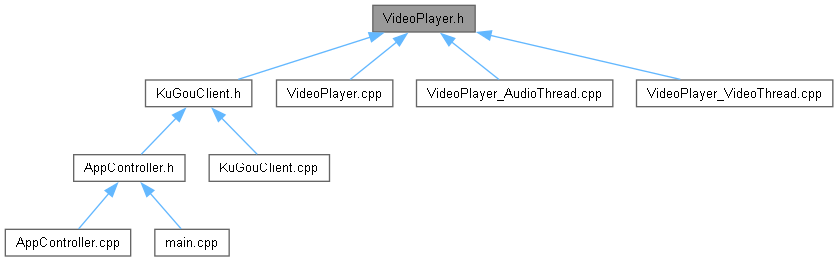 VideoPlayer.h
KuGouClient.h
VideoPlayer.cpp
VideoPlayer_AudioThread.cpp
VideoPlayer_VideoThread.cpp
AppController.h
KuGouClient.cpp
AppController.cpp
main.cpp